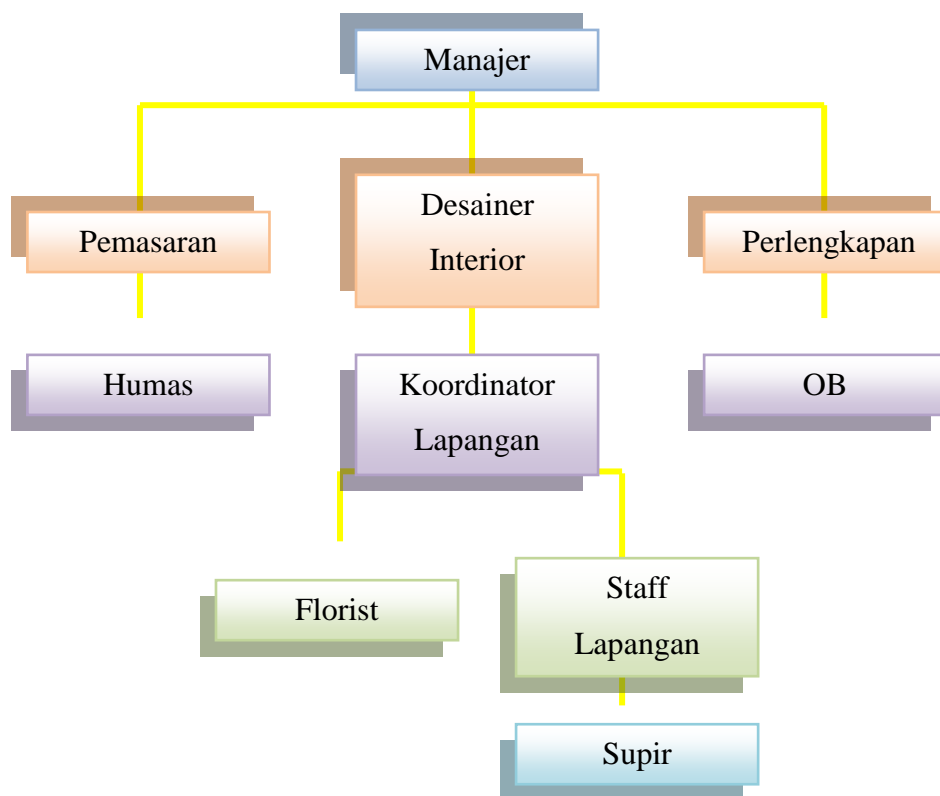 Manajer
Pemasaran
Desainer
Interior
Perlengkapan
Humas
Koordinator
Lapangan
OB
Florist
Staff
Lapangan
Supir